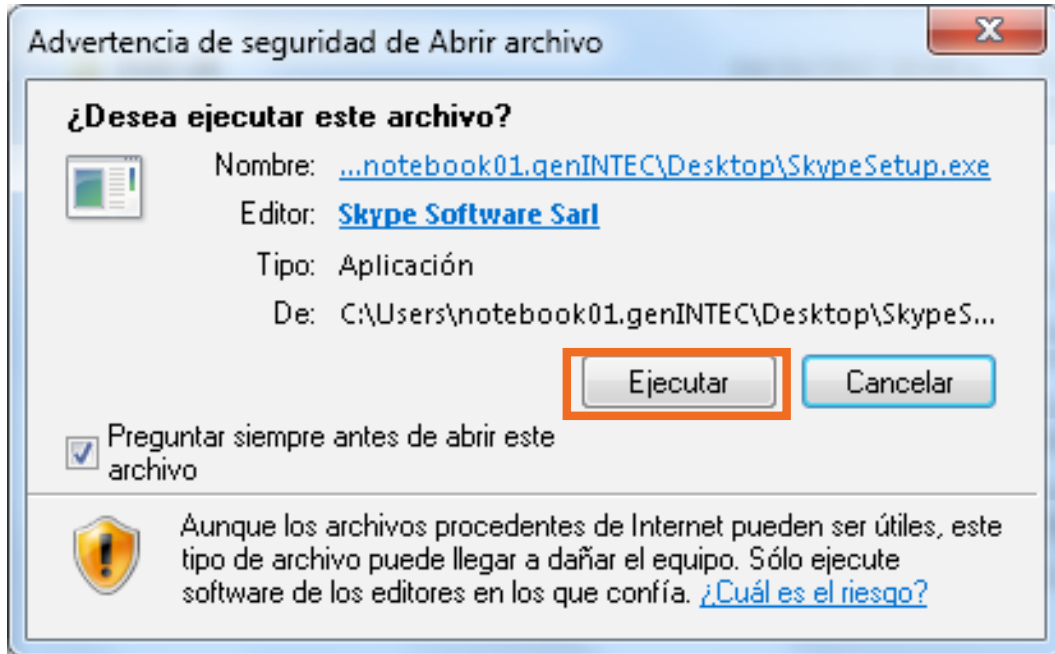 Advertencia de seguridad de Abrir archivo
¿Desea ejecutar este archivo?
Nombre: ...notebook01.genINTEC\Desktop\SkypeSetup.exe
Editor: Skype Software Sarl
Tipo: Aplicación
De: C:\Users\notebook01.genINTEC\Desktop\SkypeS...
Ejecutar Cancelar
Preguntar siempre antes de abrir este
archivo
Aunque los archivos procedentes de Internet pueden ser útiles, este
tipo de archivo puede llegar a dañar el equipo. Sólo ejecute
software de los editores en los que confía. ¿Cuál es el riesgo?